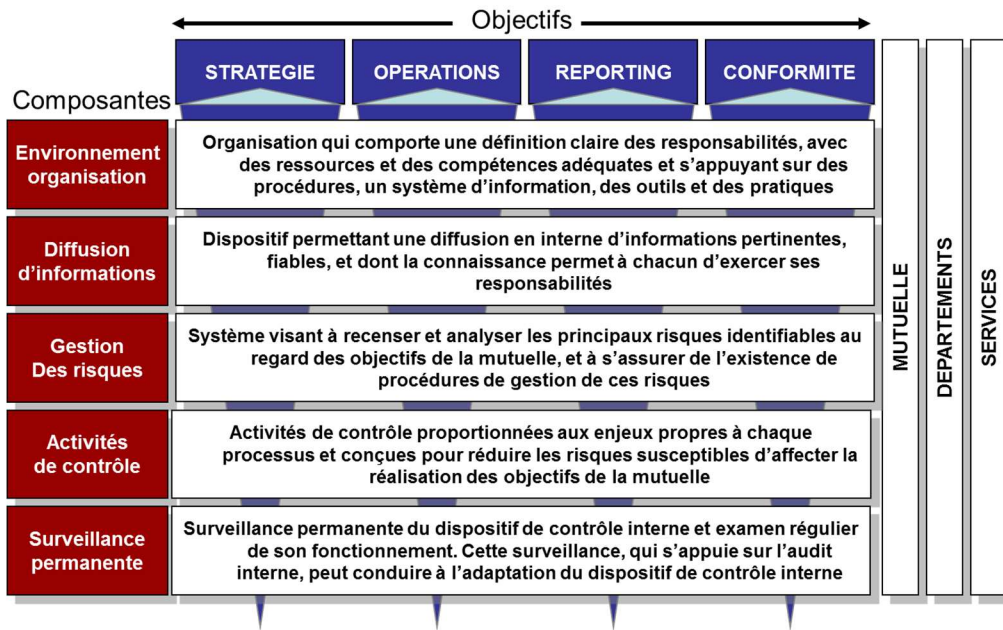 Objectifs
STRATEGIE
OPERATIONS
REPORTING
CONFORMITE
Composantes
Environnement
organisation
Organisation qui comporte une définition claire des responsabilités, avec
des ressources et des compétences adéquates et s’appuyant sur des
procédures, un système d’information, des outils et des pratiques
Diffusion
d’informations
Dispositif permettant une diffusion en interne d’informations pertinentes,
fiables, et dont la connaissance permet à chacun d’exercer ses
responsabilités
Gestion
Des risques
Système visant à recenser et analyser les principaux risques identifiables au
regard des objectifs de la mutuelle, et à s’assurer de l’existence de
procédures de gestion de ces risques
Activités
de contrôle
Activités de contrôle proportionnées aux enjeux propres à chaque
processus et conçues pour réduire les risques susceptibles d’affecter la
réalisation des objectifs de la mutuelle
Surveillance
permanente
Surveillance permanente du dispositif de contrôle interne et examen régulier
de son fonctionnement. Cette surveillance, qui s’appuie sur l’audit
interne, peut conduire à l’adaptation du dispositif de contrôle interne
MUTUELLE
DEPARTEMENTS
SERVICES